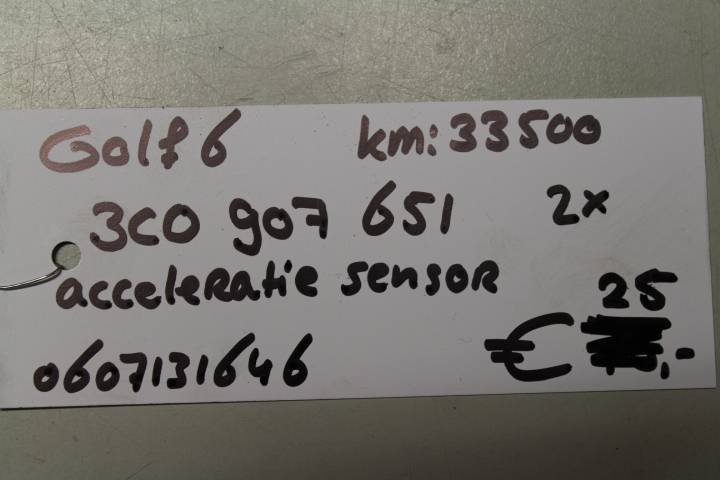 Golf 6 km: 33500
3C0 907 651 2x
acceleratie sensor
25
0607131646 € ,-